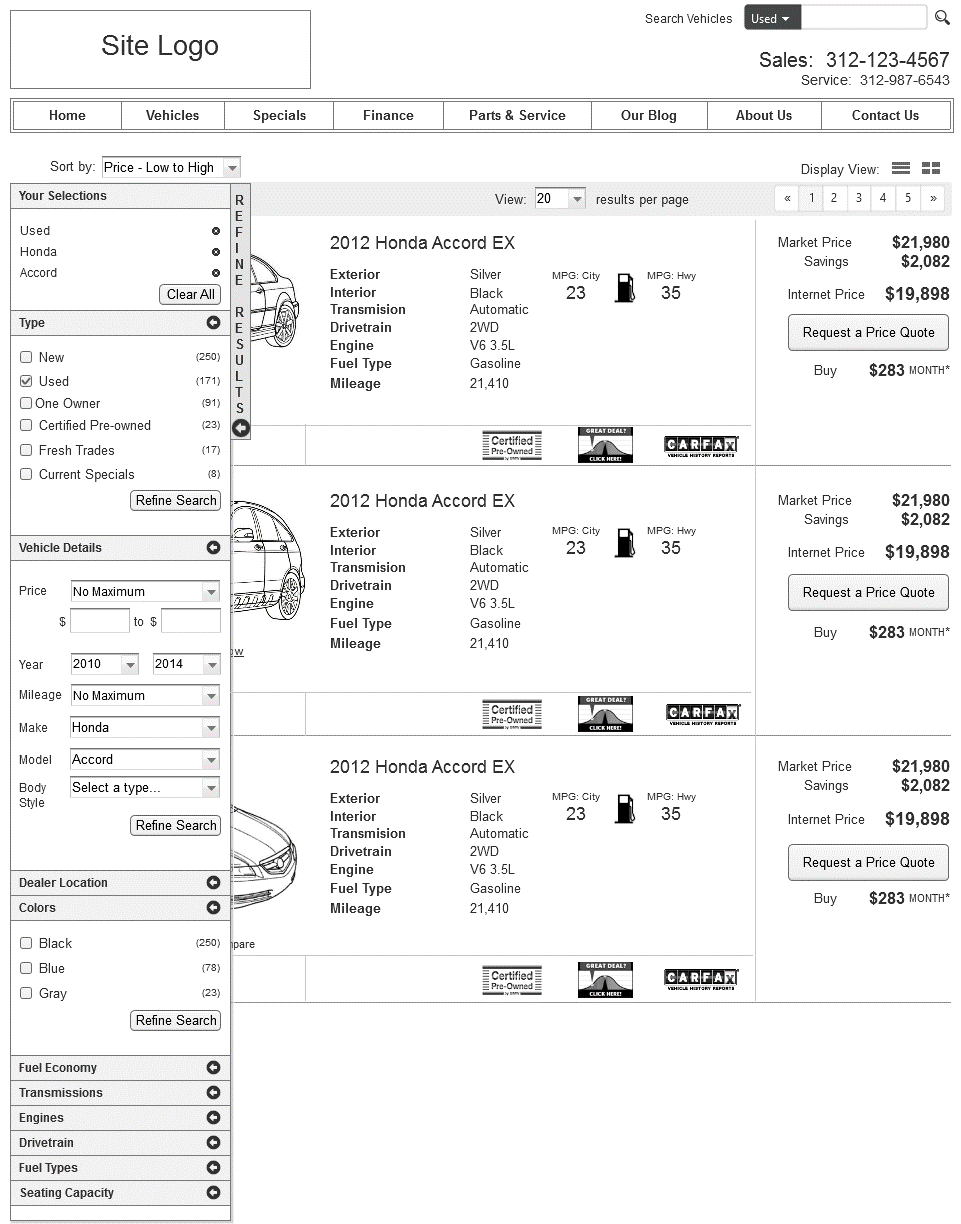 Site Logo
Search Vehicles Used
Sales: 312-123-4567
Service: 312-987-6543
Home Vehicles Specials Finance Parts & Service Our Blog About Us Contact Us
Sort by: Price - Low to High
Display View:
View: 20 results per page
« 1 2 3 4 5 »
Your Selections
Used
Honda
Accord
Clear All
Type
New (250)
Used (171)
One Owner (91)
Certified Pre-owned (23)
Fresh Trades (17)
Current Specials (8)
Refine Search
Vehicle Details
Price No Maximum
$ to $
Year 2010 2014
Mileage No Maximum
Make Honda
Model Accord
Body Style Select a type...
Refine Search
Dealer Location
Colors
Black (250)
Blue (78)
Gray (23)
Refine Search
Fuel Economy
Transmissions
Engines
Drivetrain
Fuel Types
Seating Capacity
REFINE RESULTS
2012 Honda Accord EX
Exterior Silver
Interior Black
Transmision Automatic
Drivetrain 2WD
Engine V6 3.5L
Fuel Type Gasoline
Mileage 21,410
MPG: City 23
MPG: Hwy 35
Market Price $21,980
Savings $2,082
Internet Price $19,898
Request a Price Quote
Buy $283 MONTH*
Certified
Pre-Owned
GREAT DEAL?
CLICK HERE!
CARFAX
VEHICLE HISTORY REPORTS
2012 Honda Accord EX
Exterior Silver
Interior Black
Transmision Automatic
Drivetrain 2WD
Engine V6 3.5L
Fuel Type Gasoline
Mileage 21,410
MPG: City 23
MPG: Hwy 35
Market Price $21,980
Savings $2,082
Internet Price $19,898
Request a Price Quote
Buy $283 MONTH*
ow
Certified
Pre-Owned
GREAT DEAL?
CLICK HERE!
CARFAX
VEHICLE HISTORY REPORTS
2012 Honda Accord EX
Exterior Silver
Interior Black
Transmision Automatic
Drivetrain 2WD
Engine V6 3.5L
Fuel Type Gasoline
Mileage 21,410
MPG: City 23
MPG: Hwy 35
Market Price $21,980
Savings $2,082
Internet Price $19,898
Request a Price Quote
Buy $283 MONTH*
mpare
Certified
Pre-Owned
GREAT DEAL?
CLICK HERE!
CARFAX
VEHICLE HISTORY REPORTS